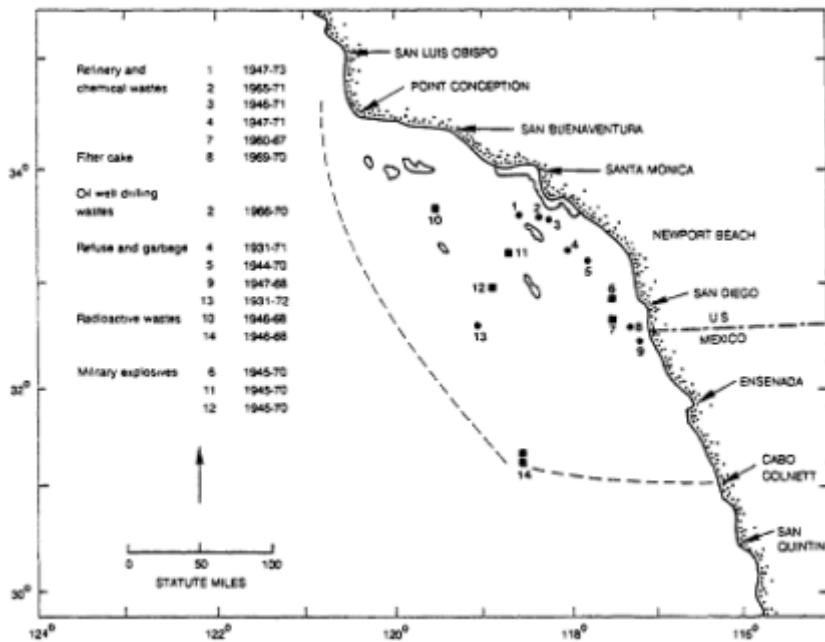 Refinery and
chemical wastes
1 1947-73
2 1965-71
3 1946-71
4 1947-71
7 1960-67
Filter cake 8 1969-70
Oil well drilling
wastes 2 1966-70
Refuse and garbage 4 1931-71
5 1944-70
9 1947-68
13 1931-72
Radioactive wastes 10 1946-68
14 1946-68
Military explosives 6 1945-70
11 1945-70
12 1945-70
0 50 100
STATUTE MILES
SAN LUIS OBISPO
POINT CONCEPTION
SAN BUENAVENTURA
SANTA MONICA
NEWPORT BEACH
SAN DIEGO
U S
MEXICO
ENSENADA
CABO
COLNETT
SAN
QUINTIN
1
2
3
10
4
11
5
12
6
13
7
8
9
14
34°
32°
30°
124° 122° 120° 118° 116°